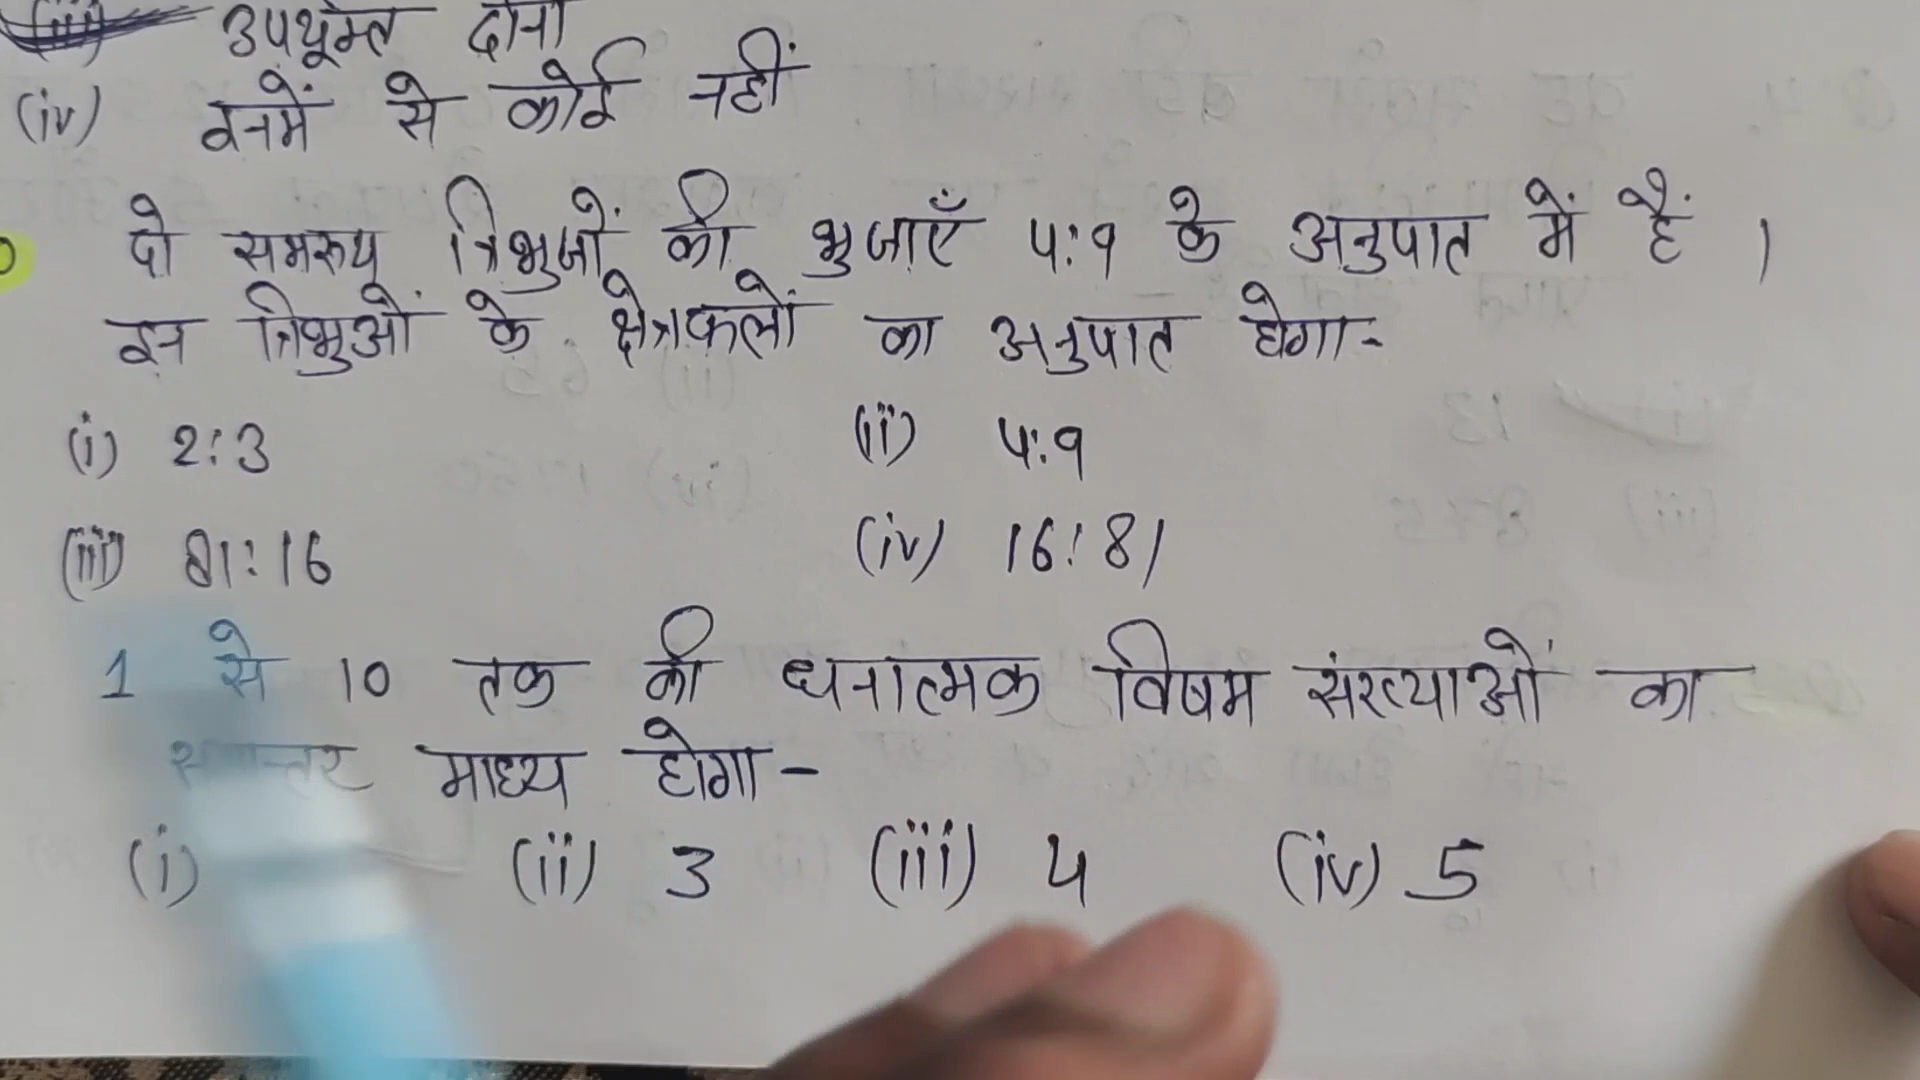 (iii) उपयुक्त दोनों
(iv) इनमें से कोई नहीं
दो समरूप त्रिभुजों की भुजाएँ 4:9 के अनुपात में हैं ।
इन त्रिभुओं के क्षेत्रफलों का अनुपात होगा-
(i) 2:3 (ii) 4:9
(iii) 81:16 (iv) 16:81
1 से 10 तक की धनात्मक विषम संख्याओं का
माध्य होगा-
(i) (ii) 3 (iii) 4 (iv) 5